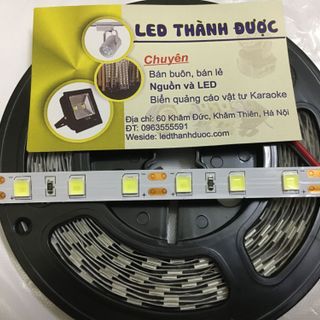 LED THÀNH ĐƯỢC
Chuyên
Bán buôn, bán lẻ
Nguồn và LED
Biển quảng cáo vật tư Karaoke
Địa chỉ: 60 Khâm Đức, Khâm Thiên, Hà Nội
ĐT: 0963555591
Weside: ledthanhduoc.com